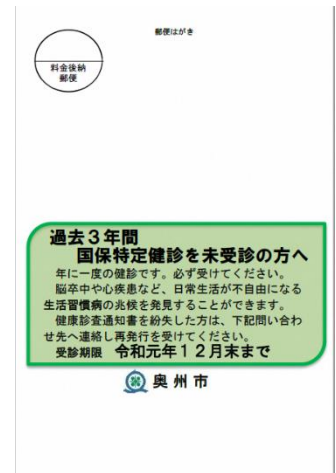 郵便はがき
料金後納
郵便
過去3年間
国保特定健診を未受診の方へ
年に一度の健診です。必ず受けてください。
脳卒中や心疾患など、日常生活が不自由になる
生活習慣病の兆候を発見することができます。
健康診査通知書を紛失した方は、下記問い合わ
せ先へ連絡し再発行を受けてください。
受診期限 令和元年12月末まで
奥州市